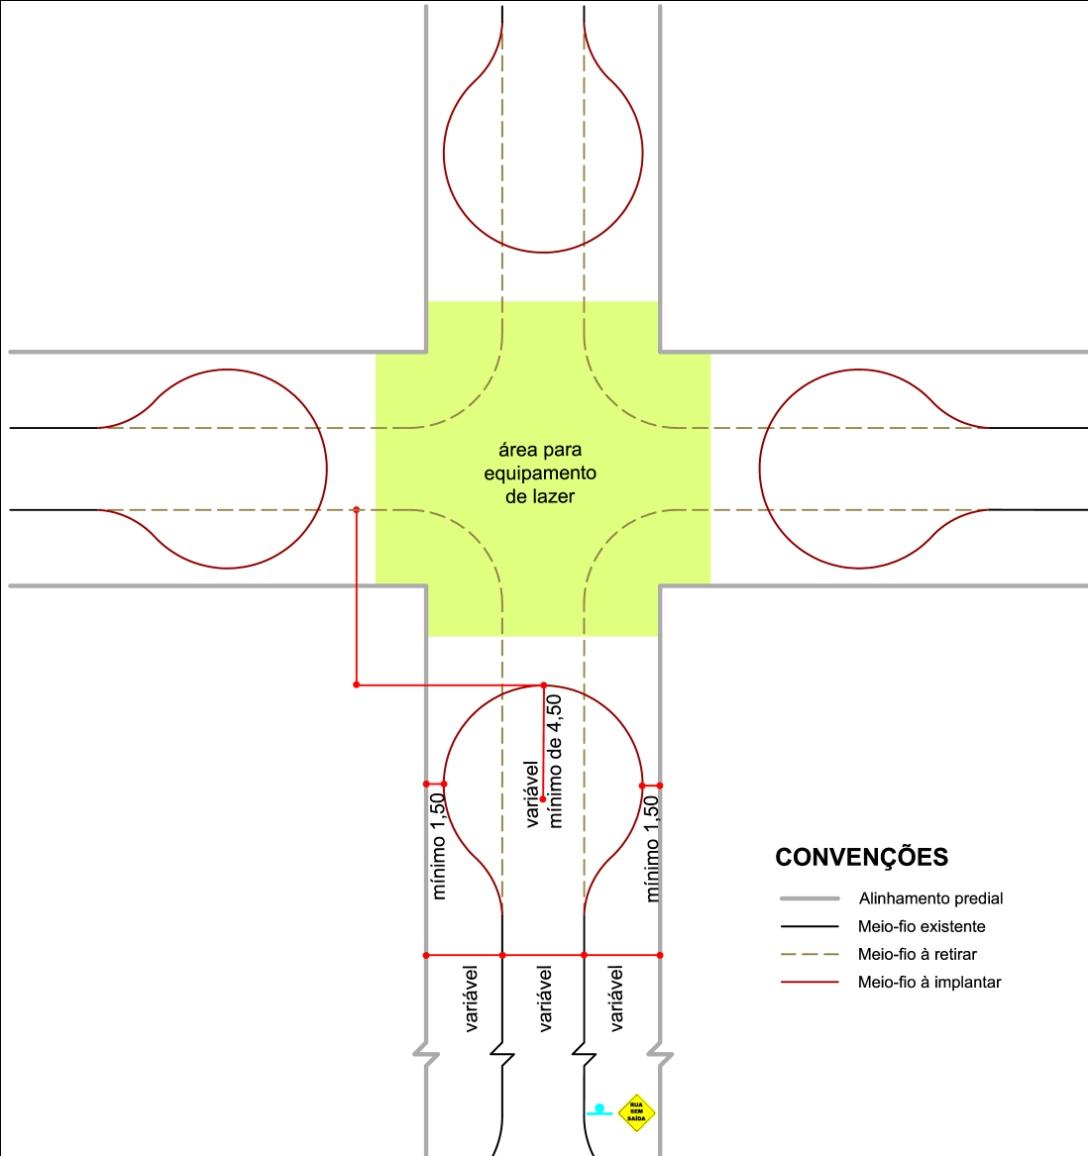 área para
equipamento
de lazer
variável
mínimo de 4,50
mínimo 1,50
mínimo 1,50
variável
variável
variável
CONVENÇÕES
Alinhamento predial
Meio-fio existente
Meio-fio à retirar
Meio-fio à implantar
RUA
SEM
SAÍDA